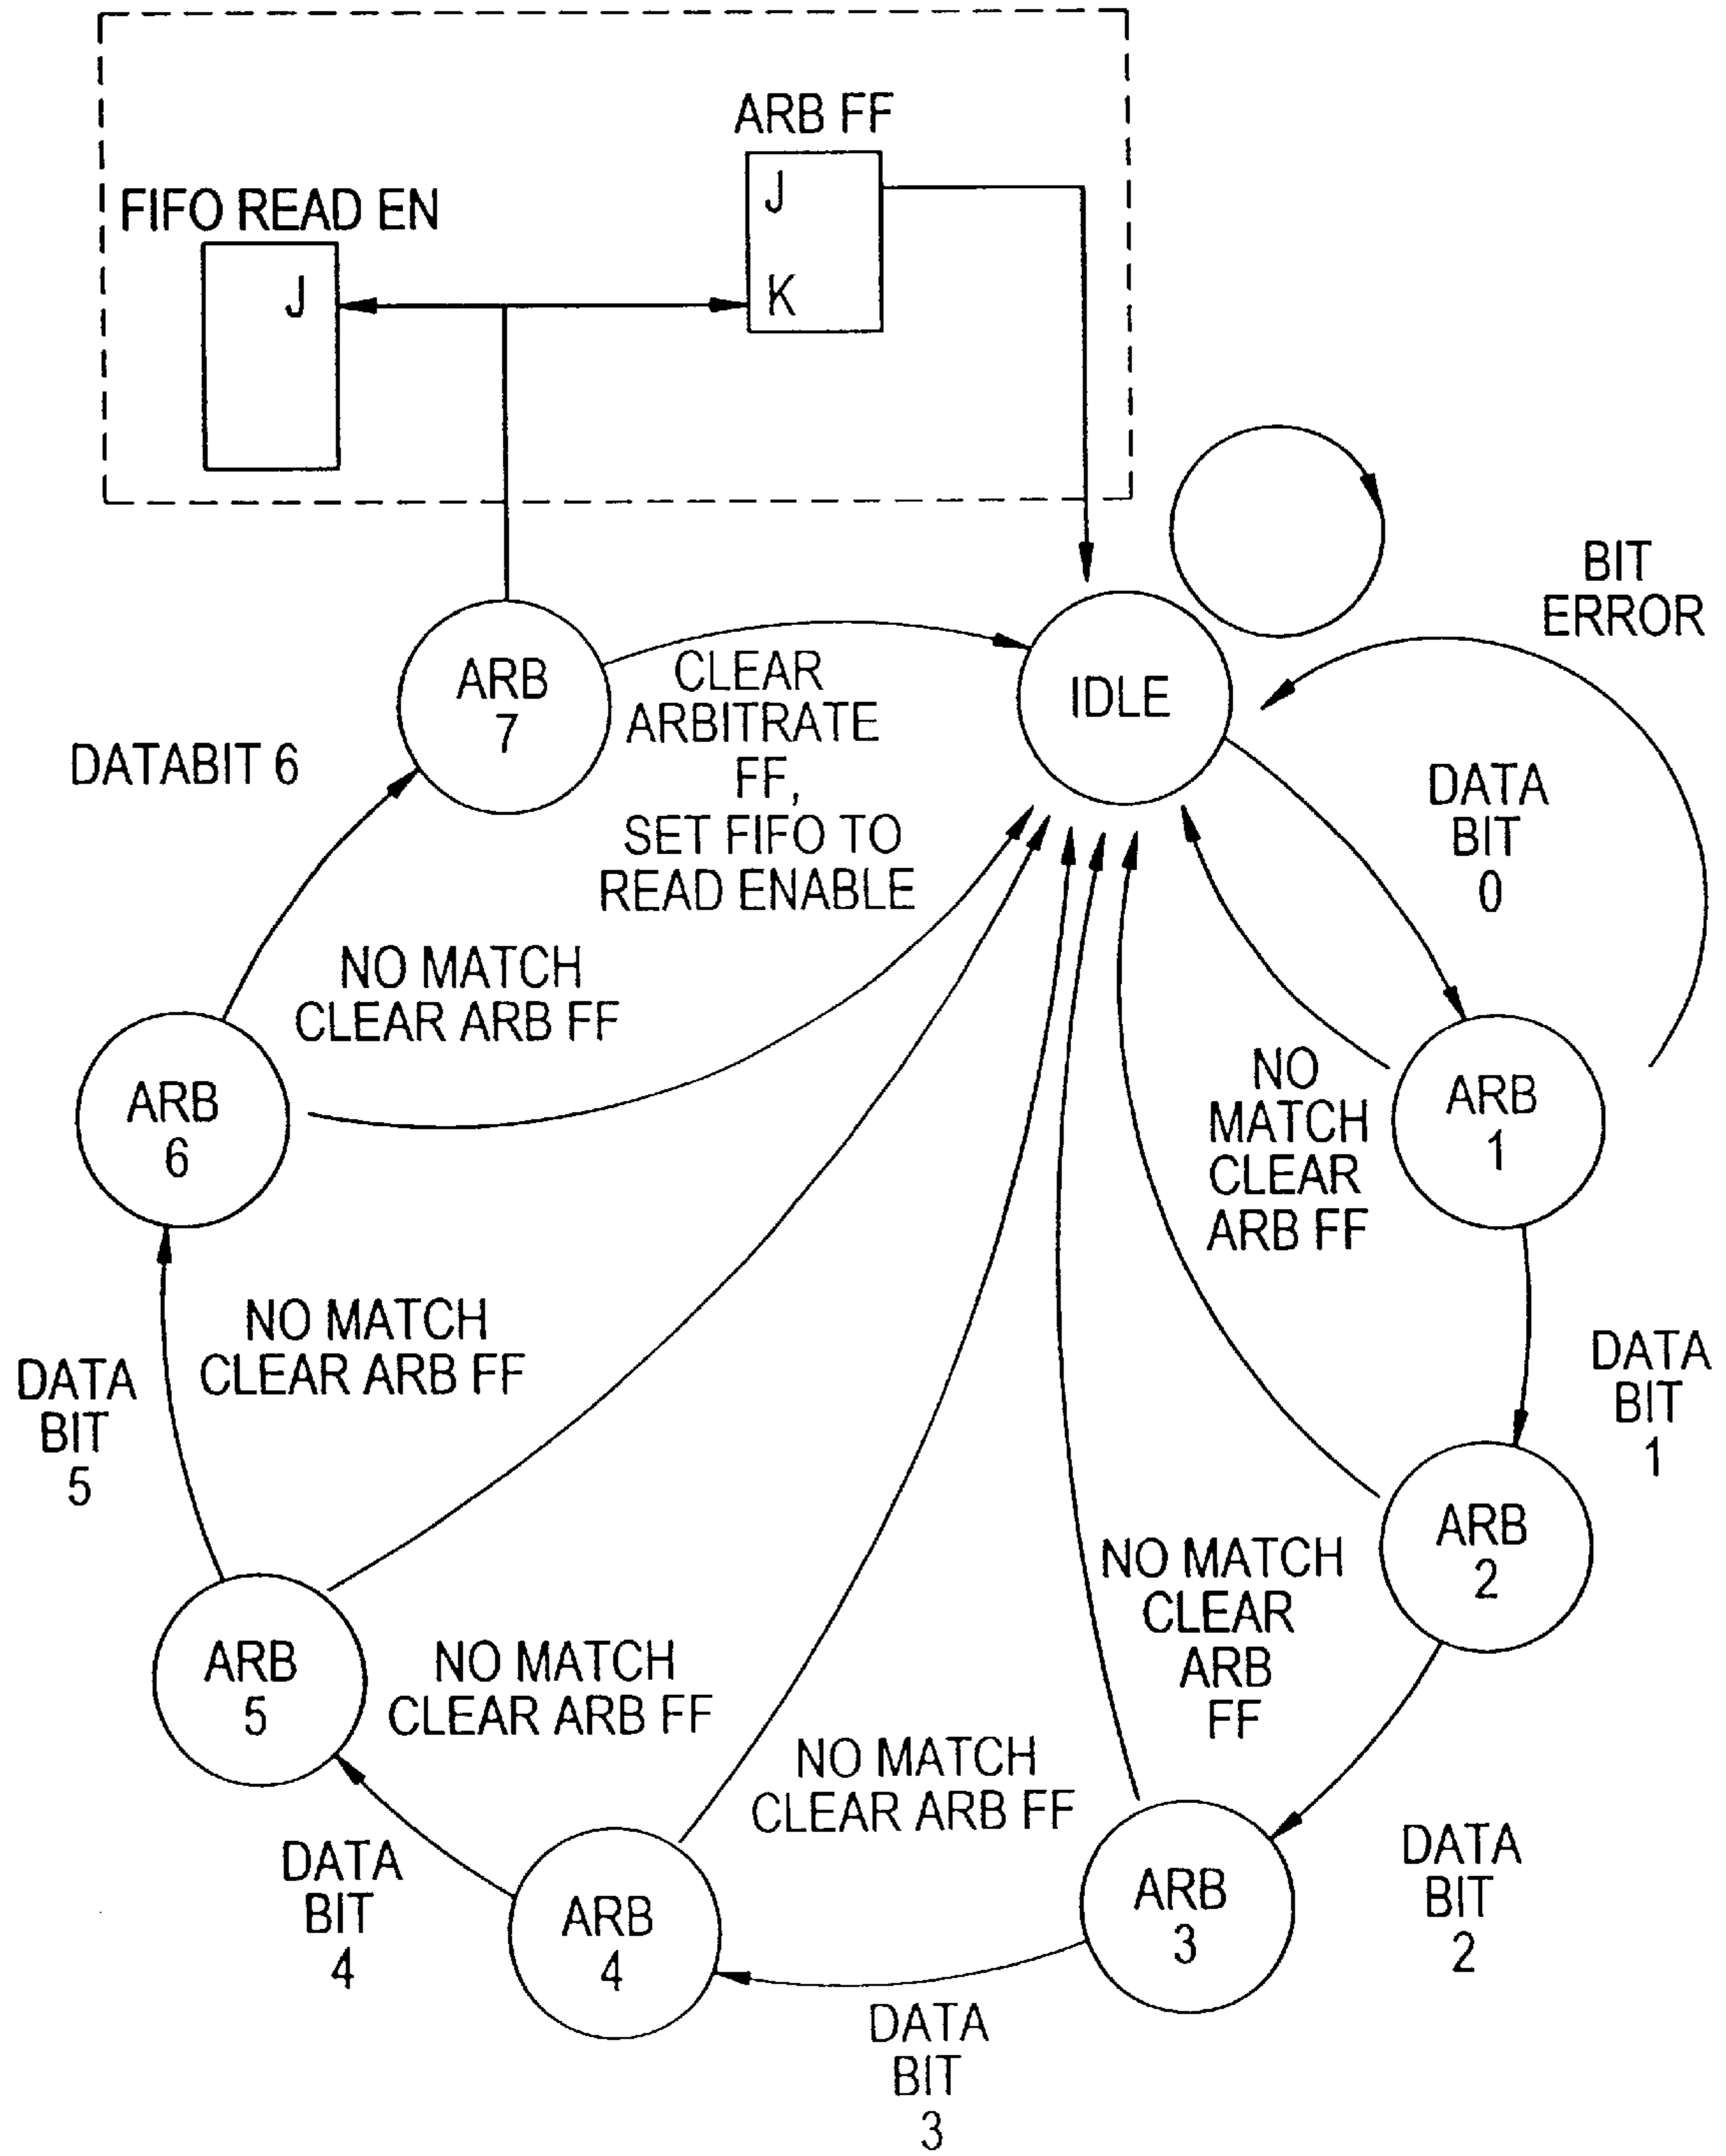 ARB FF
J
K
FIFO READ EN
J
BIT
ERROR
ARB
7
CLEAR
ARBITRATE
FF,
SET FIFO TO
READ ENABLE
IDLE
DATABIT 6
DATA
BIT
0
NO MATCH
CLEAR ARB FF
ARB
6
NO
MATCH
CLEAR
ARB FF
ARB
1
NO MATCH
CLEAR ARB FF
DATA
BIT
5
DATA
BIT
1
ARB
2
NO MATCH
CLEAR
ARB
FF
ARB
5
NO MATCH
CLEAR ARB FF
NO MATCH
CLEAR ARB FF
DATA
BIT
4
ARB
4
ARB
3
DATA
BIT
2
DATA
BIT
3